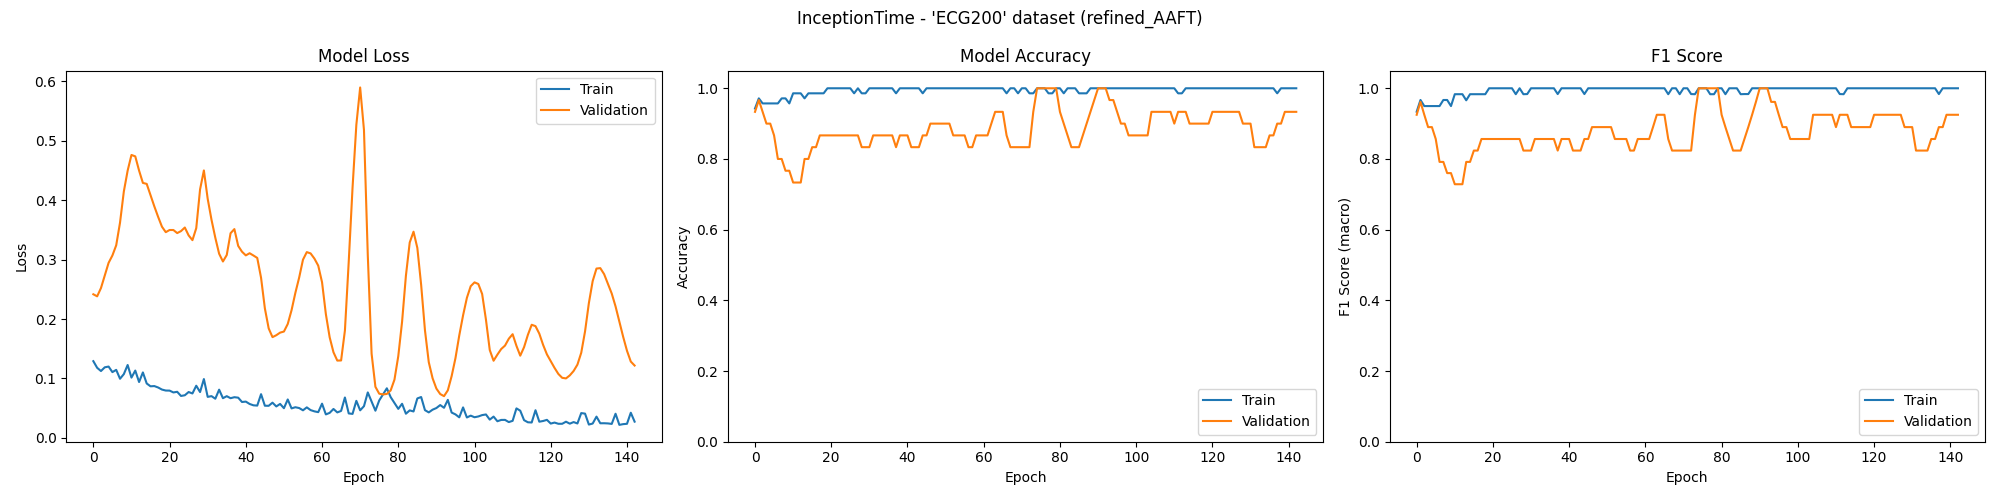 InceptionTime - 'ECG200' dataset (refined_AAFT)
Model Loss
Loss
0.6
0.5
0.4
0.3
0.2
0.1
0.0
Train
Validation
0 20 40 60 80 100 120 140
Epoch
Model Accuracy
Accuracy
1.0
0.8
0.6
0.4
0.2
0.0
Train
Validation
0 20 40 60 80 100 120 140
Epoch
F1 Score
F1 Score (macro)
1.0
0.8
0.6
0.4
0.2
0.0
Train
Validation
0 20 40 60 80 100 120 140
Epoch